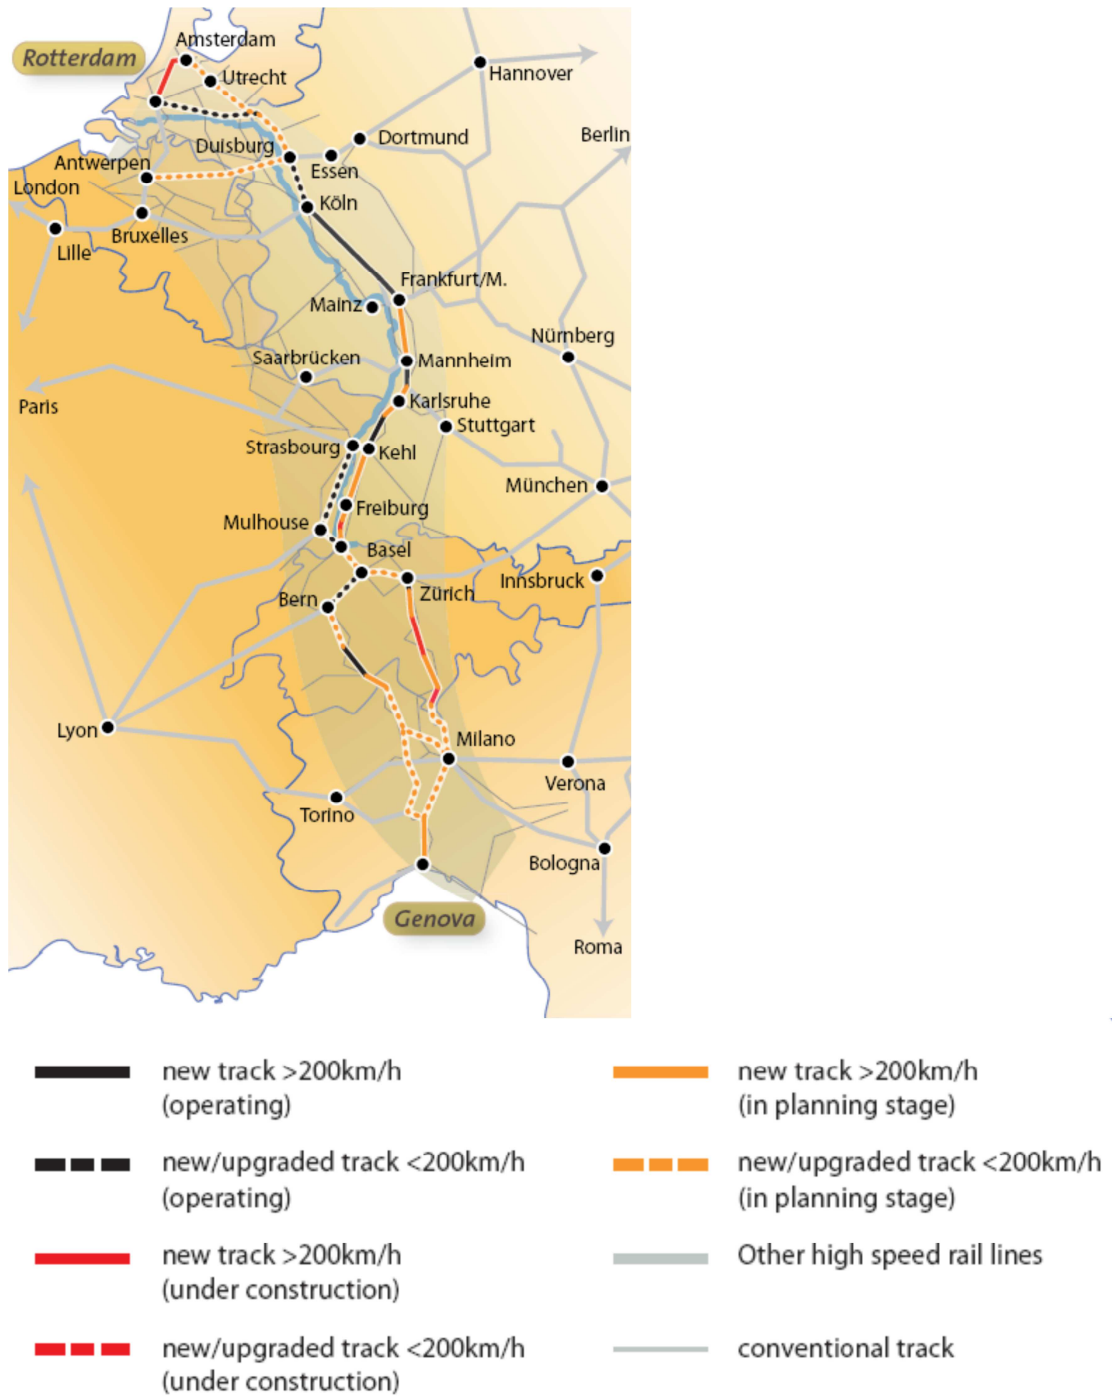 Amsterdam
Rotterdam
Utrecht
Hannover
Dortmund
Berlin
Duisburg
Essen
Antwerpen
London
Köln
Bruxelles
Lille
Frankfurt/M.
Mainz
Nürnberg
Saarbrücken
Mannheim
Paris
Karlsruhe
Stuttgart
Strasbourg
Kehl
München
Freiburg
Mulhouse
Basel
Innsbruck
Zürich
Bern
Lyon
Milano
Verona
Torino
Bologna
Genova
Roma
new track >200km/h
(operating)
new/upgraded track <200km/h
(operating)
new track >200km/h
(under construction)
new/upgraded track <200km/h
(under construction)
new track >200km/h
(in planning stage)
new/upgraded track <200km/h
(in planning stage)
Other high speed rail lines
conventional track